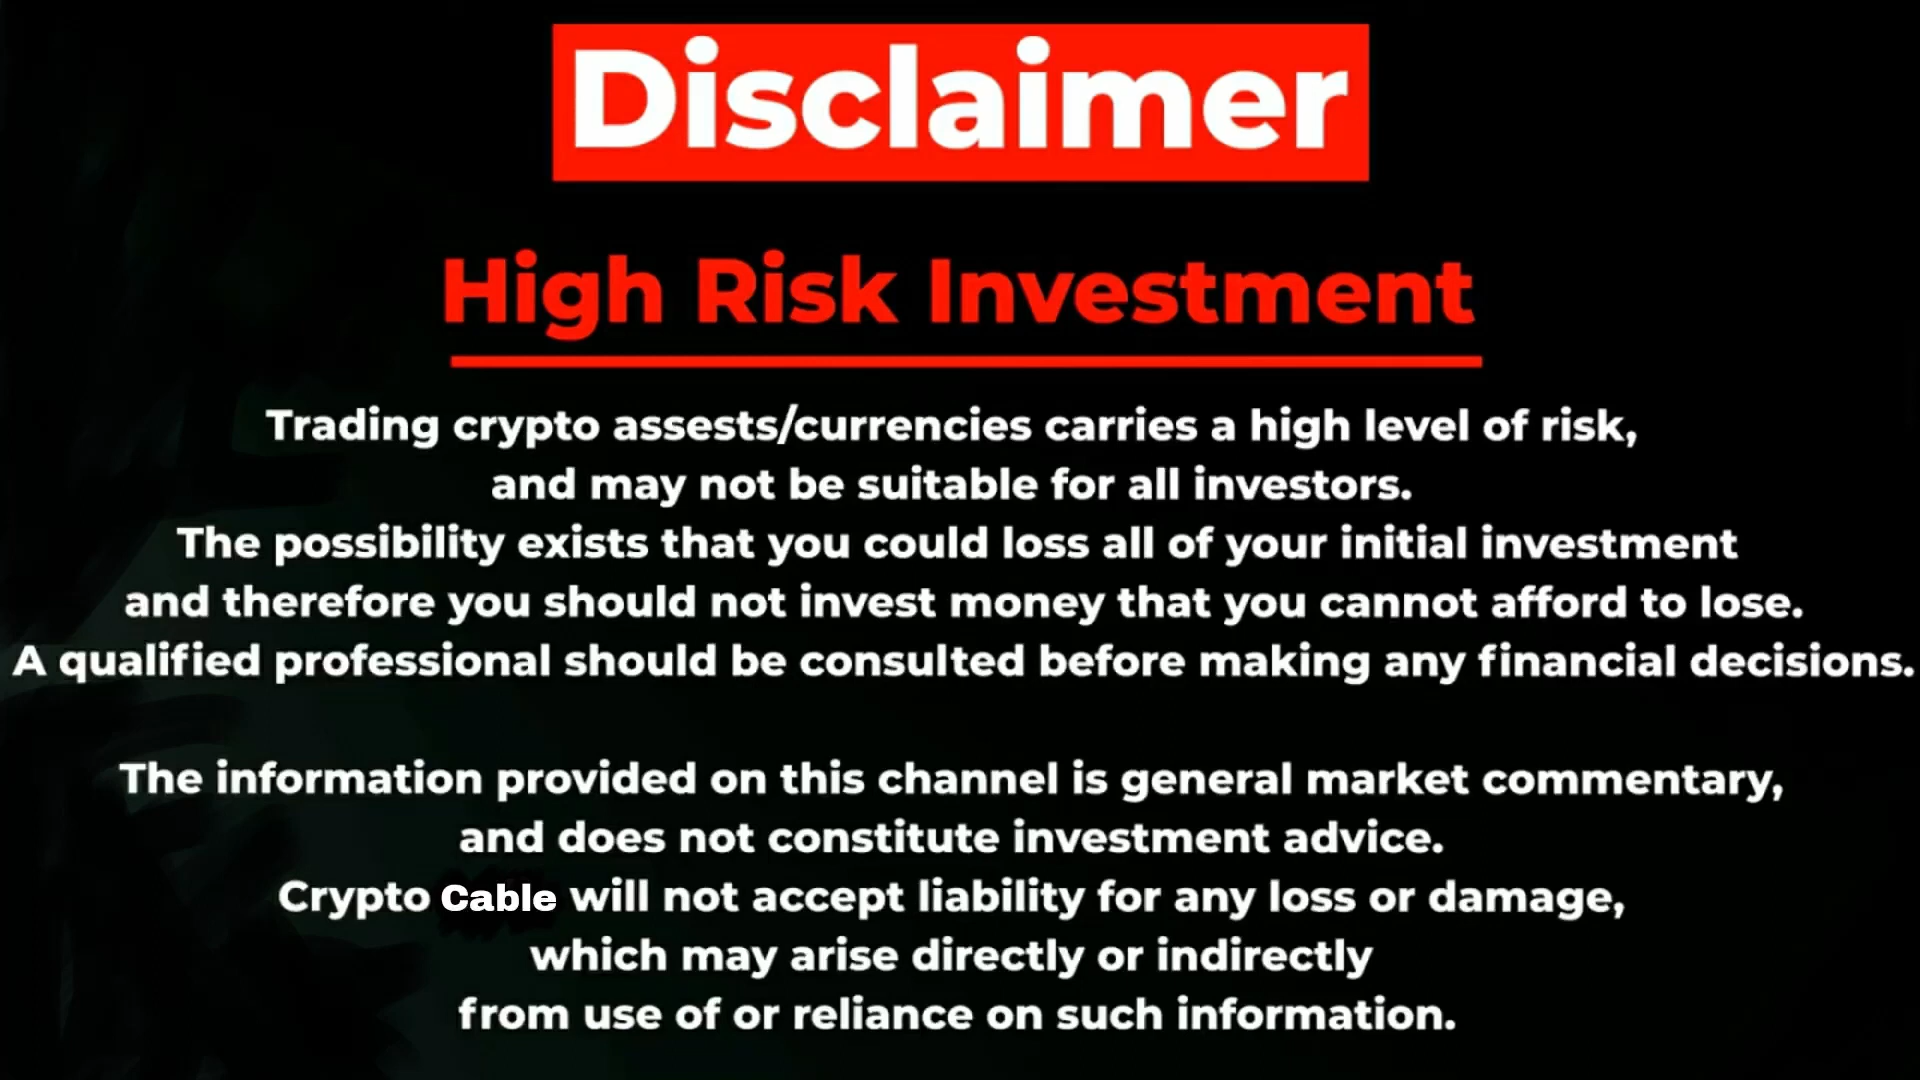 Disclaimer
High Risk Investment
Trading crypto assests/currencies carries a high level of risk,
and may not be suitable for all investors.
The possibility exists that you could loss all of your initial investment
and therefore you should not invest money that you cannot afford to lose.
A qualified professional should be consulted before making any financial decisions.
The information provided on this channel is general market commentary,
and does not constitute investment advice.
Crypto Cable will not accept liability for any loss or damage,
which may arise directly or indirectly
from use of or reliance on such information.